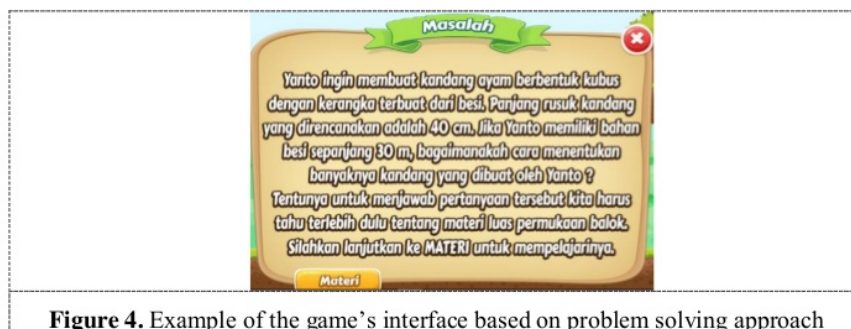 Masalah
Yanto ingin membuat kandang ayam berbentuk kubus
dengan kerangka terbuat dari besi. Panjang rusuk kandang
yang direncanakan adalah 40 cm. Jika Yanto memiliki bahan
besi sepanjang 30 m, bagaimanakah cara menentukan
banyaknya kandang yang dibuat oleh Yanto ?
Tentunya untuk menjawab pertanyaan tersebut kita harus
tahu terlebih dulu tentang materi luas permukaan balok.
Silahkan lanjutkan ke MATERI untuk mempelajarinya.
Materi
Figure 4. Example of the game's interface based on problem solving approach